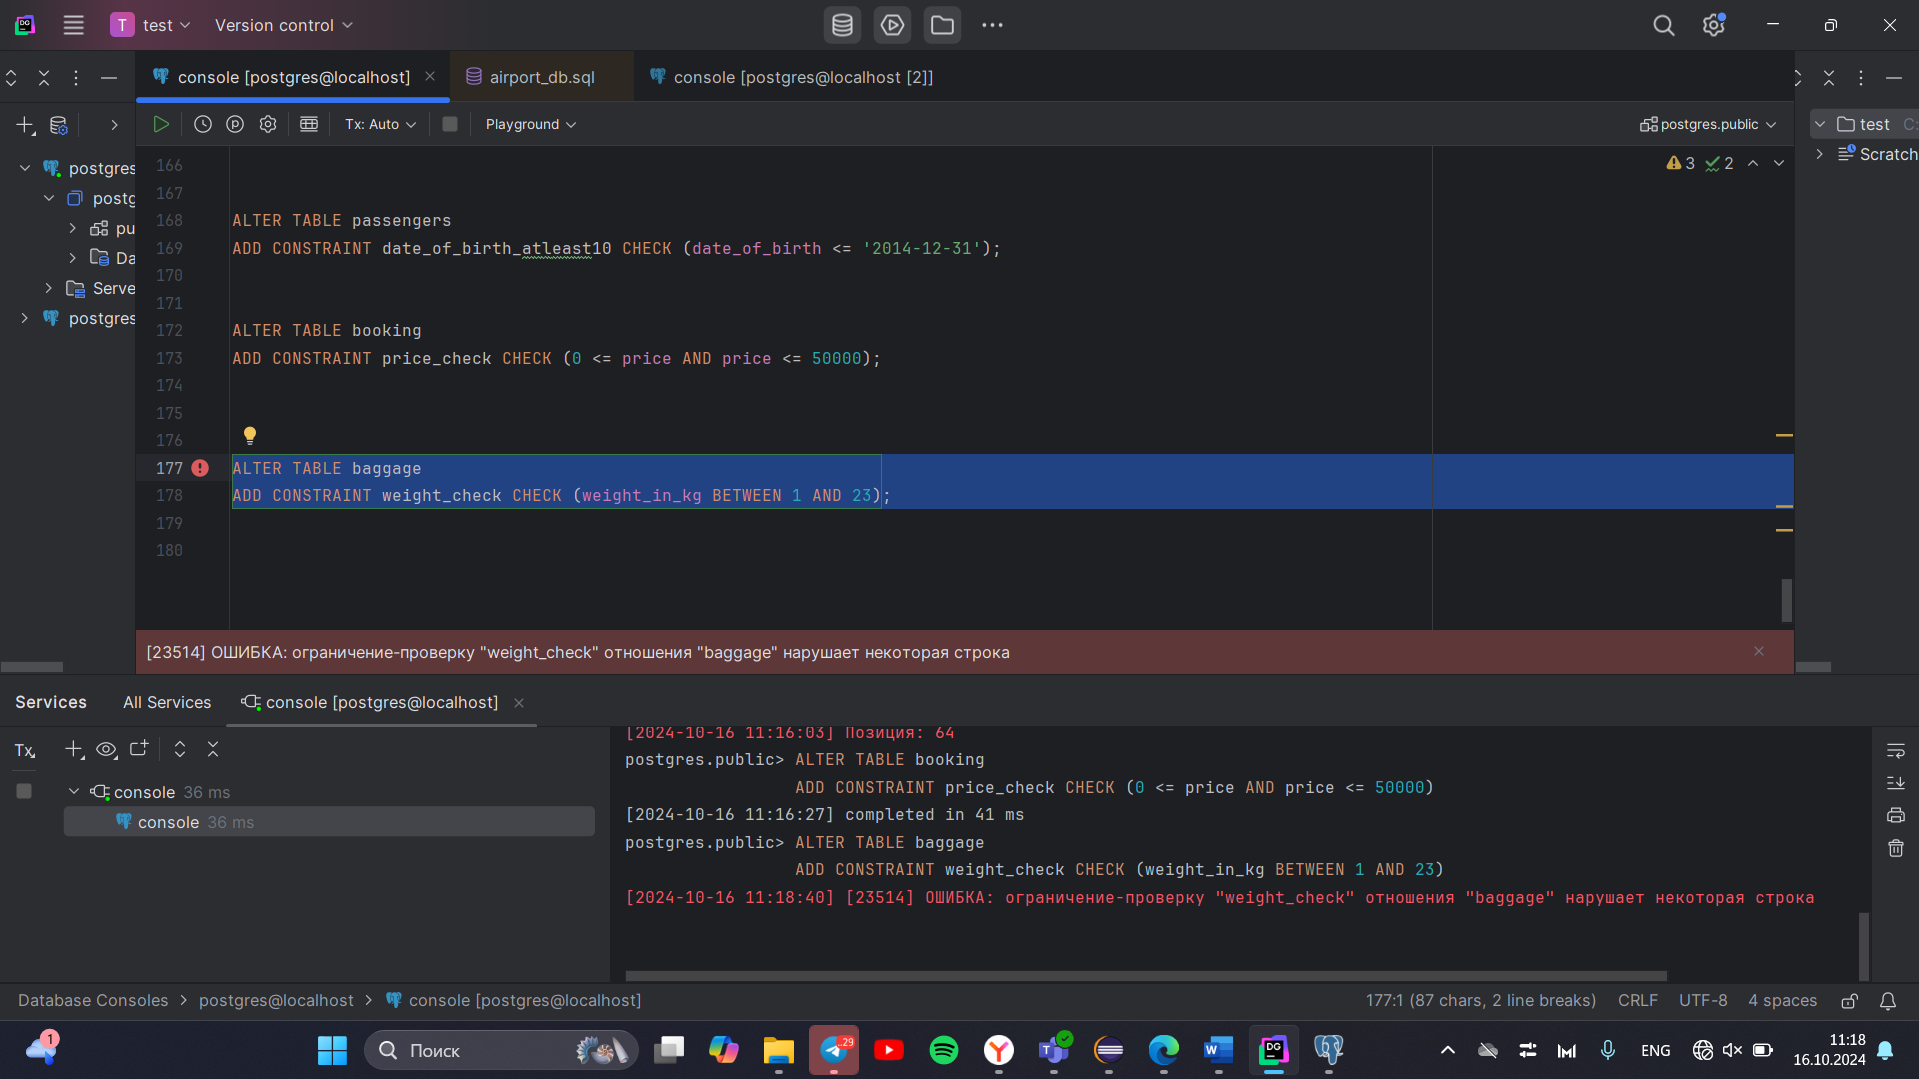 T test Version control
console [postgres@localhost] airport_db.sql console [postgres@localhost [2]]
Tx: Auto Playground postgres.public
postgres
postg
pu
Da
Serve
postgres
test C:
Scratch
3 2
166
167
168 ALTER TABLE passengers
169 ADD CONSTRAINT date_of_birth_atleast10 CHECK (date_of_birth <= '2014-12-31');
170
171
172 ALTER TABLE booking
173 ADD CONSTRAINT price_check CHECK (0 <= price AND price <= 50000);
174
175
176
177 ALTER TABLE baggage
178 ADD CONSTRAINT weight_check CHECK (weight_in_kg BETWEEN 1 AND 23);
179
180
[23514] ОШИБКА: ограничение-проверку "weight_check" отношения "baggage" нарушает некоторая строка
Services All Services console [postgres@localhost]
Tx
console 36 ms
console 36 ms
[2024-10-16 11:16:03] Позиция: 64
postgres.public> ALTER TABLE booking
ADD CONSTRAINT price_check CHECK (0 <= price AND price <= 50000)
[2024-10-16 11:16:27] completed in 41 ms
postgres.public> ALTER TABLE baggage
ADD CONSTRAINT weight_check CHECK (weight_in_kg BETWEEN 1 AND 23)
[2024-10-16 11:18:40] [23514] ОШИБКА: ограничение-проверку "weight_check" отношения "baggage" нарушает некоторая строка
Database Consoles > postgres@localhost > console [postgres@localhost]
177:1 (87 chars, 2 line breaks) CRLF UTF-8 4 spaces
1
Поиск
.29
ENG
11:18
16.10.2024